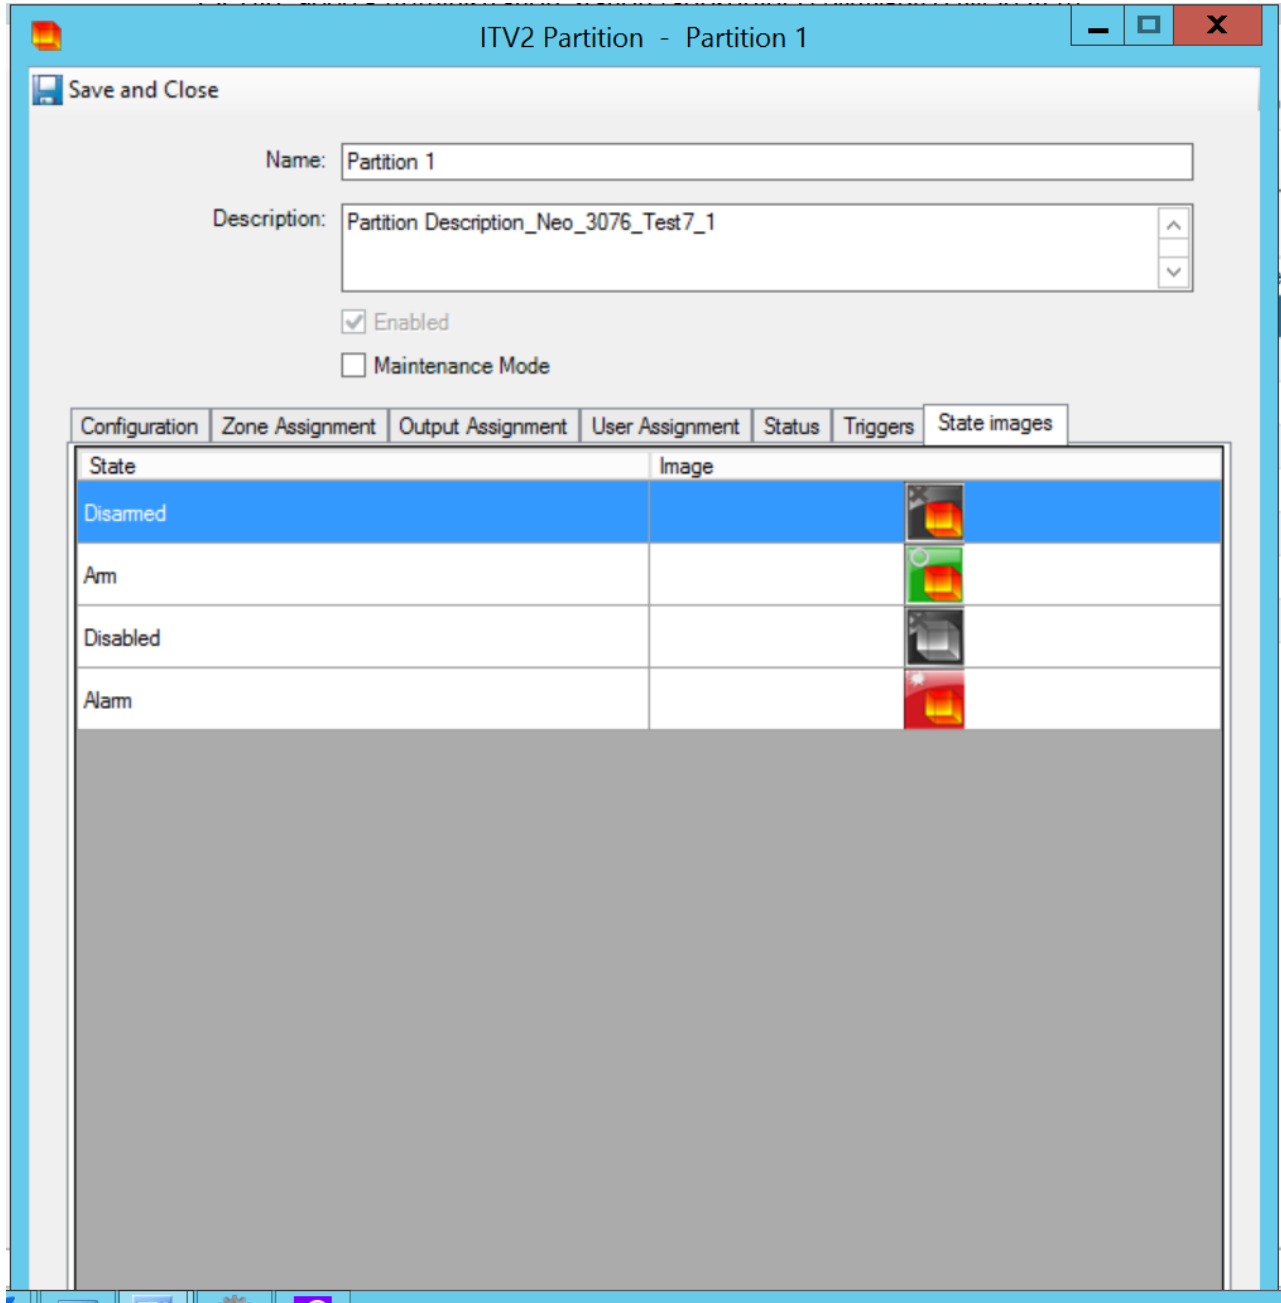 ITV2 Partition - Partition 1
X
Save and Close
Name: Partition 1
Description: Partition Description_Neo_3076_Test7_1
Enabled
Maintenance Mode
Configuration Zone Assignment Output Assignment User Assignment Status Triggers State images
State Image
Disarmed
Arm
Disabled
Alarm